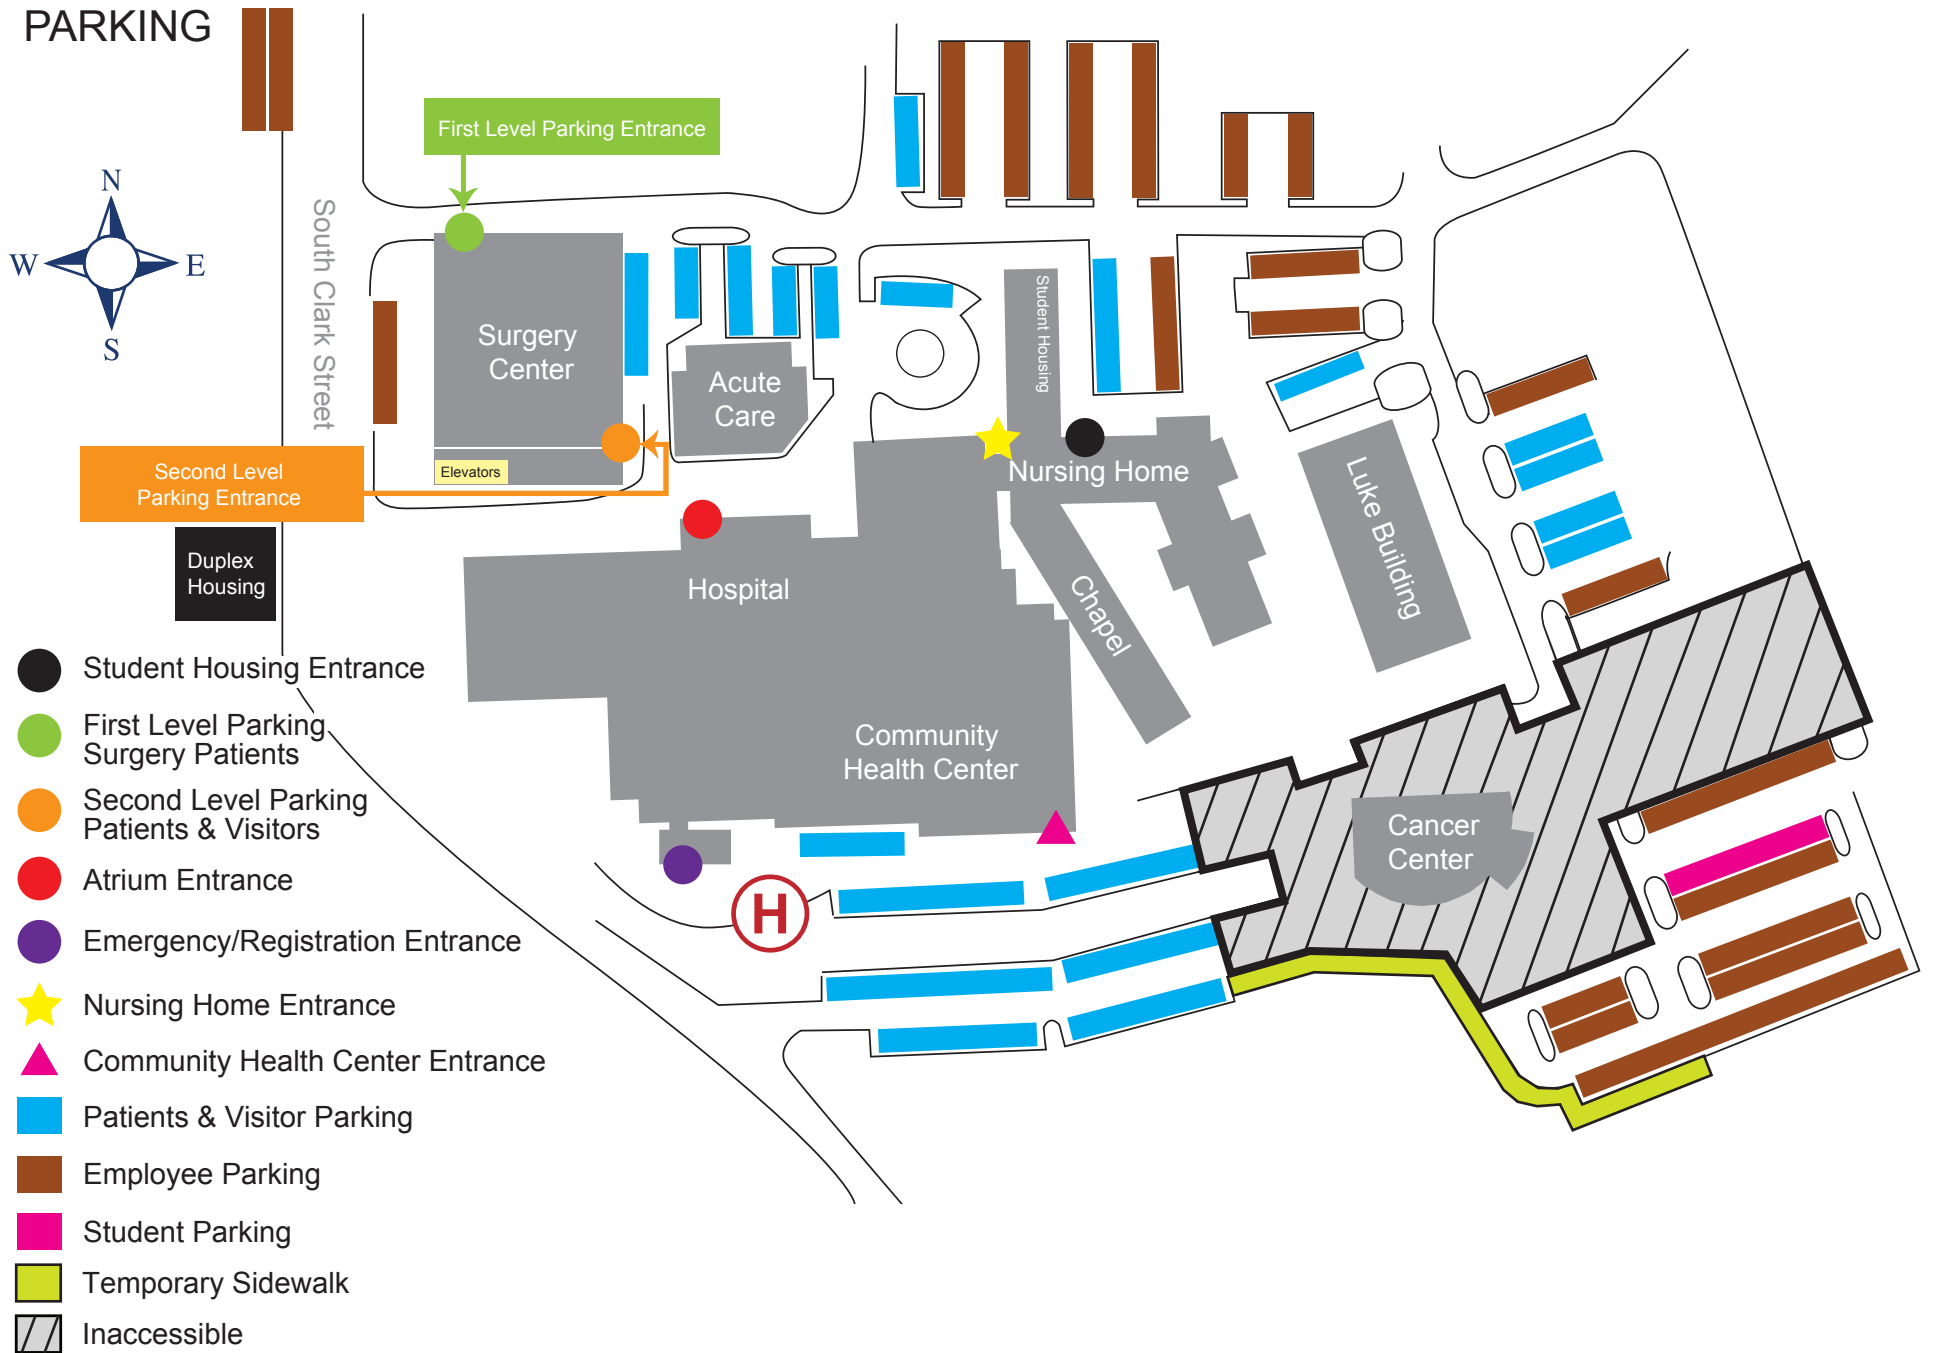 PARKING
First Level Parking Entrance
N
W
E
S
South Clark Street
Surgery
Center
Acute
Care
Student Housing
Elevators
Second Level
Parking Entrance
Nursing Home
Luke Building
Duplex
Housing
Hospital
Chapel
Community
Health Center
Cancer
Center
H
Student Housing Entrance
First Level Parking
Surgery Patients
Second Level Parking
Patients & Visitors
Atrium Entrance
Emergency/Registration Entrance
Nursing Home Entrance
Community Health Center Entrance
Patients & Visitor Parking
Employee Parking
Student Parking
Temporary Sidewalk
Inaccessible